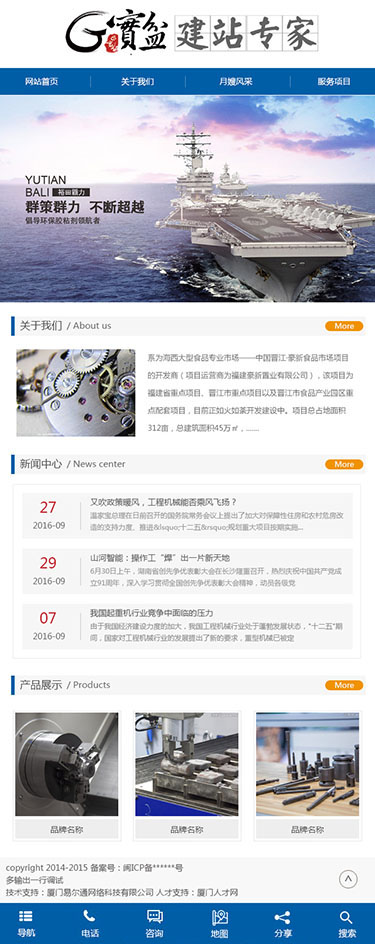 G 寳盆 建站专家
网站首页 关于我们 月嫂风采 服务项目
YUTIAN
BALI 裕田霸力
群策群力 不断超越
倡导环保胶粘剂领航者
关于我们 / About us More
系为海西大型食品专业市场——中国晋江·豪新食品市场项目
的开发商（项目运营商为福建豪新置业有限公司），该项目为
福建省重点项目、晋江市重点项目以及晋江市食品产业园区重
点配套项目，目前正如火如荼开发建设中。项目总占地面积
312亩，总建筑面积45万㎡，......
新闻中心 / News center More
27
2016-09
又吹政策暖风，工程机械能否乘风飞扬？
温家宝总理在日前召开的国务院常务会议上提出了加大对保障性住房和农村危房改
造的支持力度、推进&lsquo;十二五&rsquo;规划重大项目按期实施...
29
2016-09
山河智能：操作工“焊”出一片新天地
6月30日上午，湖南省创先争优表彰大会在长沙隆重召开，热烈庆祝中国共产党成
立91周年，深入学习贯彻全国创先争优表彰大会精神，动员各级党
07
2016-09
我国起重机行业竞争中面临的压力
由于我国经济建设力度的加大，我国工程机械行业处于蓬勃发展状态，"十二五"期
间，国家对工程机械行业的发展提出了新的要求，重型机械已被定
产品展示 / Products More
品牌名称 品牌名称 品牌名称
copyright 2014-2015 备案号：闽ICP备******号
多输出一行调试
技术支持：厦门易尔通网络科技有限公司 人才支持：厦门人才网
导航 电话 咨询 地图 分享 搜索